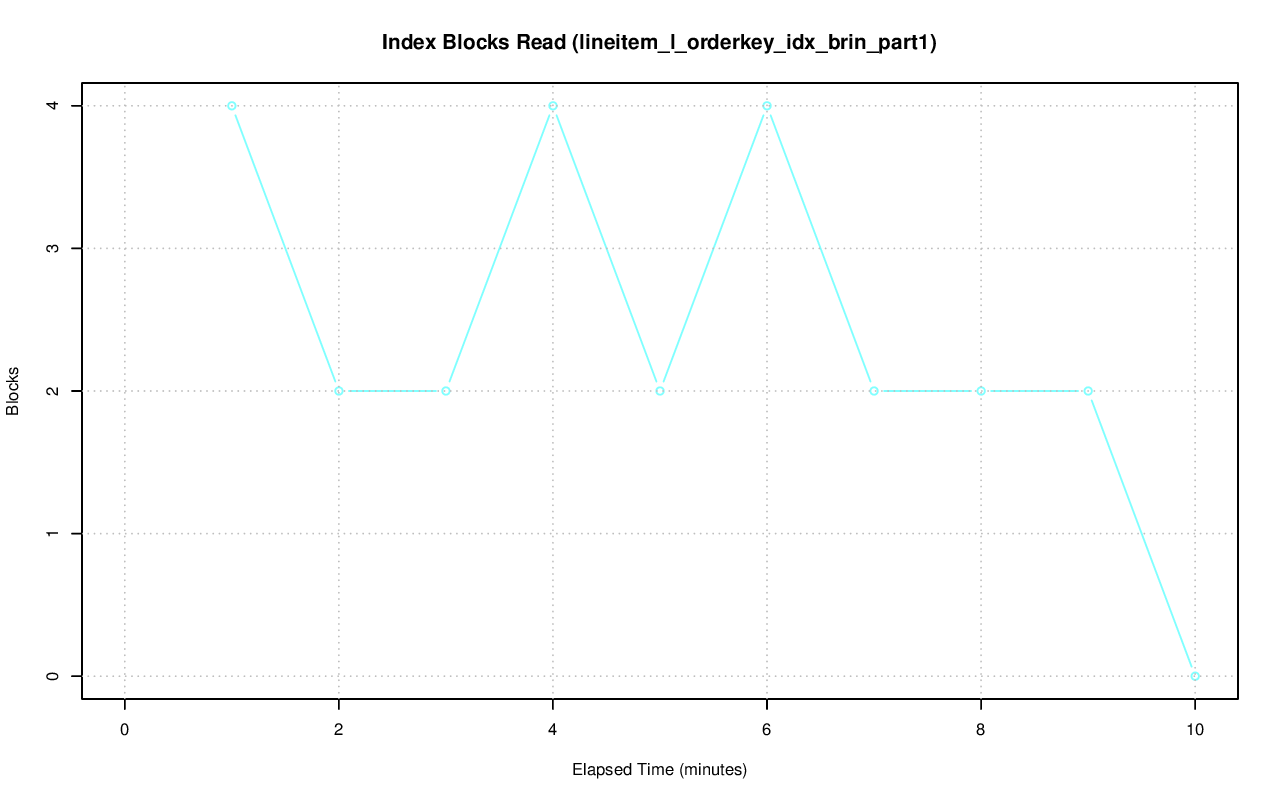 Index Blocks Read (lineitem_l_orderkey_idx_brin_part1)
4
3
2
1
0
Blocks
0 2 4 6 8 10
Elapsed Time (minutes)